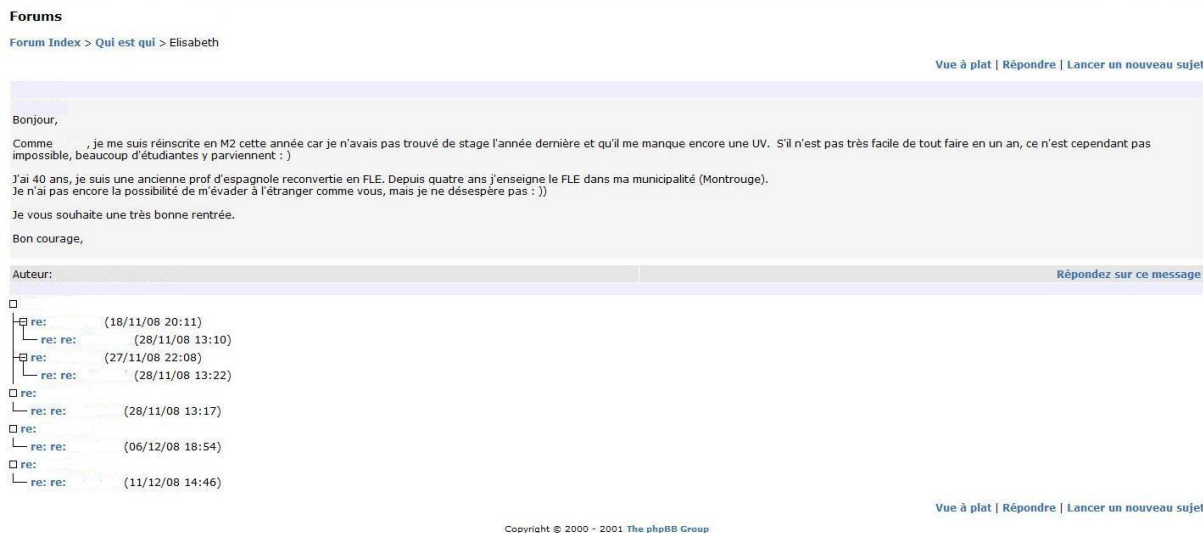 Forums
Forum Index > Qui est qui > Elisabeth
Vue à plat | Répondre | Lancer un nouveau sujet
Bonjour,
Comme , je me suis réinscrite en M2 cette année car je n'avais pas trouvé de stage l'année dernière et qu'il me manque encore une UV. S'il n'est pas très facile de tout faire en un an, ce n'est cependant pas
impossible, beaucoup d'étudiantes y parviennent : )
J'ai 40 ans, je suis une ancienne prof d'espagnole reconvertie en FLE. Depuis quatre ans j'enseigne le FLE dans ma municipalité (Montrouge).
Je n'ai pas encore la possibilité de m'évader à l'étranger comme vous, mais je ne désespère pas : ))
Je vous souhaite une très bonne rentrée.
Bon courage,
Auteur: Répondez sur ce message
re: (18/11/08 20:11)
re: re: (28/11/08 13:10)
re: (27/11/08 22:08)
re: re: (28/11/08 13:22)
re:
re: re: (28/11/08 13:17)
re:
re: re: (06/12/08 18:54)
re:
re: re: (11/12/08 14:46)
Vue à plat | Répondre | Lancer un nouveau sujet
Copyright © 2000 - 2001 The phpBB Group